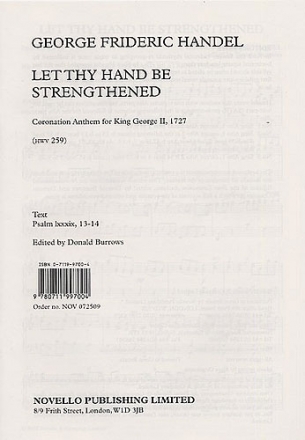 GEORGE FRIDERIC HANDEL
LET THY HAND BE
STRENGTHENED
Coronation Anthem for King George II, 1727
(HWV 259)
Text
Psalm lxxxix, 13-14
Edited by Donald Burrows
ISBN 0-7119-9700-4
9 780711 997004
Order no. NOV 072509
NOVELLO PUBLISHING LIMITED
8/9 Frith Street, London, W1D 3JB